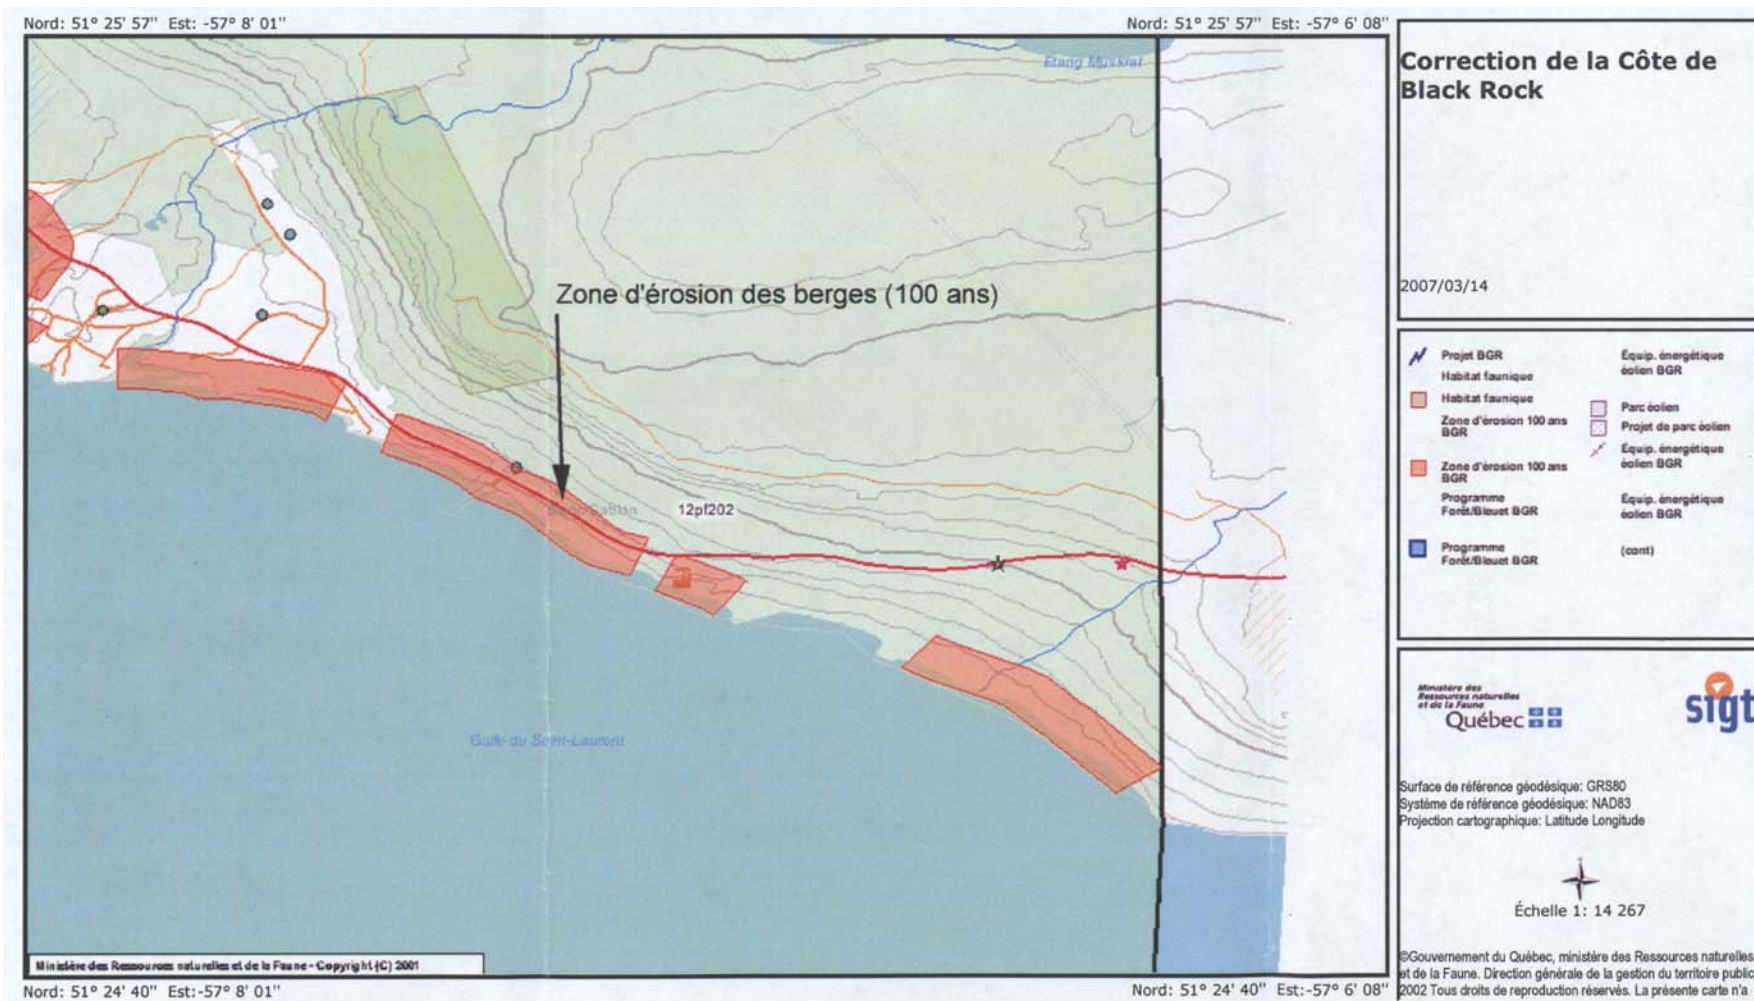 Nord: 51° 25' 57" Est: -57° 8' 01"
Nord: 51° 25' 57" Est: -57° 6' 08"
Étang Muskrat
Zone d'érosion des berges (100 ans)
12pf202
Golfe du Saint-Laurent
Ministère des Ressources naturelles et de la Faune - Copyright (C) 2001
Nord: 51° 24' 40" Est:-57° 8' 01"
Nord: 51° 24' 40" Est:-57° 6' 08"
Correction de la Côte de
Black Rock
2007/03/14
Projet BGR
Habitat faunique
Habitat faunique
Zone d'érosion 100 ans
BGR
Zone d'érosion 100 ans
BGR
Programme
Forêt/Bleuet BGR
Programme
Forêt/Bleuet BGR
Équip. énergétique
éolien BGR
Parc éolien
Projet de parc éolien
Équip. énergétique
éolien BGR
Équip. énergétique
éolien BGR
(cont)
Ministère des
Ressources naturelles
et de la Faune
Québec
sigt
Surface de référence géodésique: GRS80
Système de référence géodésique: NAD83
Projection cartographique: Latitude Longitude
Échelle 1: 14 267
©Gouvernement du Québec, ministère des Ressources naturelles
et de la Faune. Direction générale de la gestion du territoire public
2002 Tous droits de reproduction réservés. La présente carte n'a